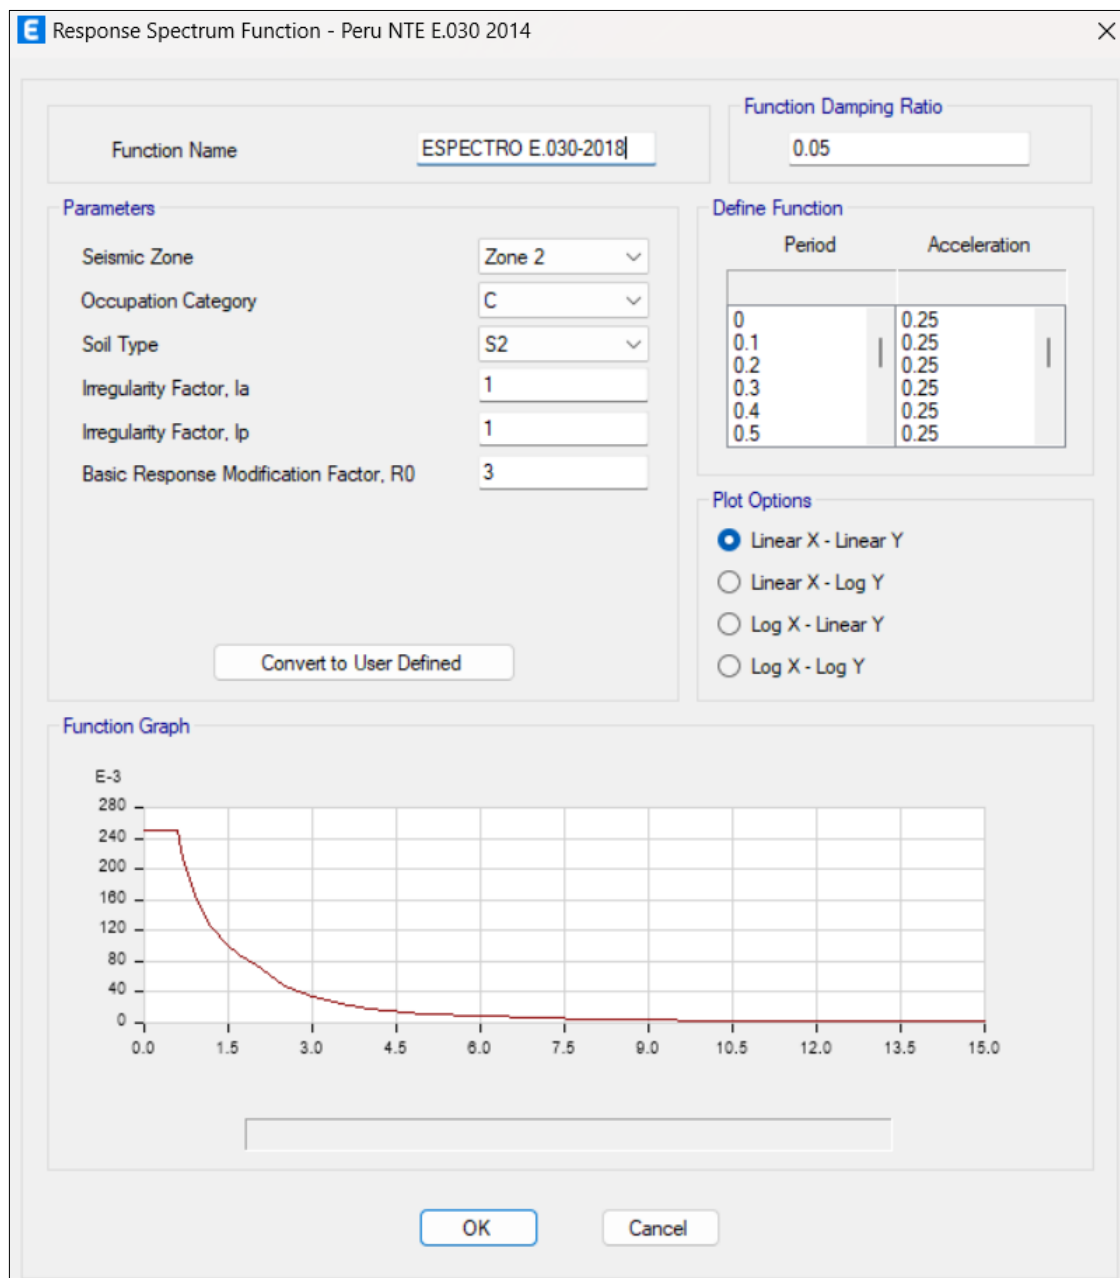 E Response Spectrum Function - Peru NTE E.030 2014
Function Name ESPECTRO E.030-2018
Function Damping Ratio
0.05
Parameters
Seismic Zone Zone 2
Occupation Category C
Soil Type S2
Irregularity Factor, Ia 1
Irregularity Factor, Ip 1
Basic Response Modification Factor, R0 3
Convert to User Defined
Define Function
Period Acceleration
0 0.25
0.1 0.25
0.2 0.25
0.3 0.25
0.4 0.25
0.5 0.25
Plot Options
Linear X - Linear Y
Linear X - Log Y
Log X - Linear Y
Log X - Log Y
Function Graph
E-3
280
240
200
160
120
80
40
0
0.0 1.5 3.0 4.5 6.0 7.5 9.0 10.5 12.0 13.5 15.0
OK Cancel